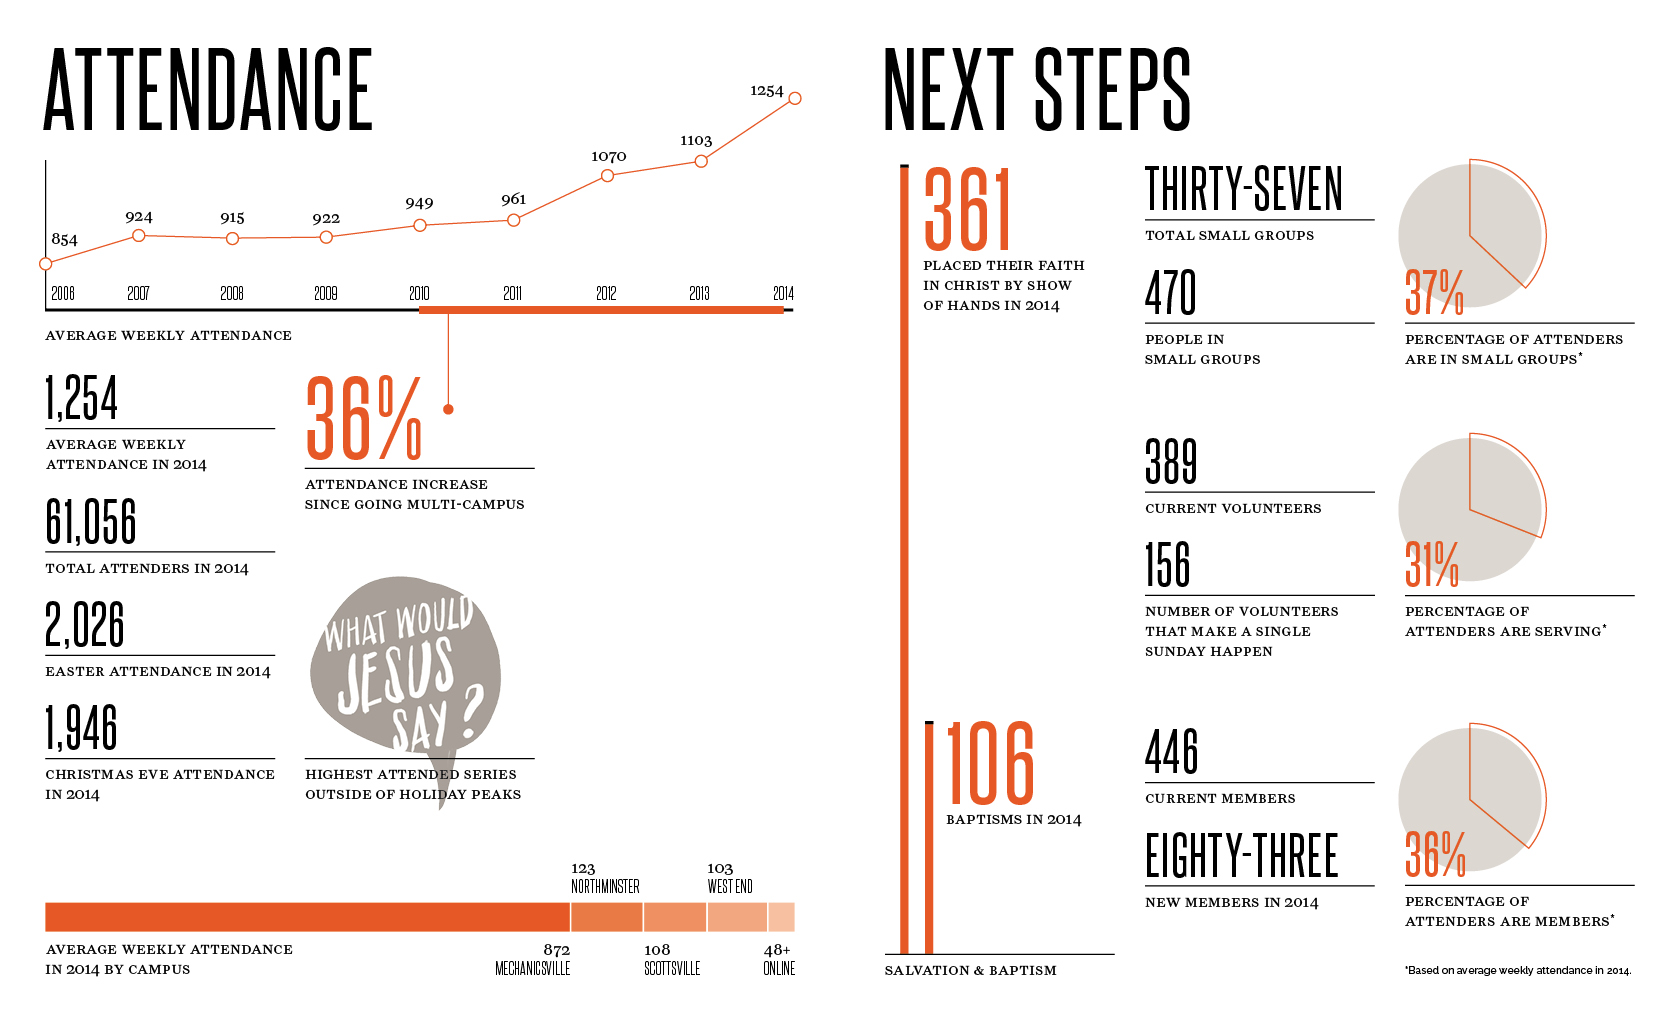 ATTENDANCE
1254
1103
1070
961
949
922
915
924
854
2006
2007
2008
2009
2010
2011
2012
2013
2014
AVERAGE WEEKLY ATTENDANCE
1,254
AVERAGE WEEKLY
ATTENDANCE IN 2014
61,056
TOTAL ATTENDERS IN 2014
2,026
EASTER ATTENDANCE IN 2014
1,946
CHRISTMAS EVE ATTENDANCE
IN 2014
36%
ATTENDANCE INCREASE
SINCE GOING MULTI-CAMPUS
WHAT WOULD
JESUS
SAY?
HIGHEST ATTENDED SERIES
OUTSIDE OF HOLIDAY PEAKS
123
NORTHMINSTER
103
WEST END
872
MECHANICSVILLE
108
SCOTTSVILLE
48+
ONLINE
AVERAGE WEEKLY ATTENDANCE
IN 2014 BY CAMPUS
NEXT STEPS
361
PLACED THEIR FAITH
IN CHRIST BY SHOW
OF HANDS IN 2014
106
BAPTISMS IN 2014
SALVATION & BAPTISM
THIRTY-SEVEN
TOTAL SMALL GROUPS
470
PEOPLE IN
SMALL GROUPS
37%
PERCENTAGE OF ATTENDERS
ARE IN SMALL GROUPS*
389
CURRENT VOLUNTEERS
156
NUMBER OF VOLUNTEERS
THAT MAKE A SINGLE
SUNDAY HAPPEN
31%
PERCENTAGE OF
ATTENDERS ARE SERVING*
446
CURRENT MEMBERS
EIGHTY-THREE
NEW MEMBERS IN 2014
36%
PERCENTAGE OF
ATTENDERS ARE MEMBERS*
*Based on average weekly attendance in 2014.